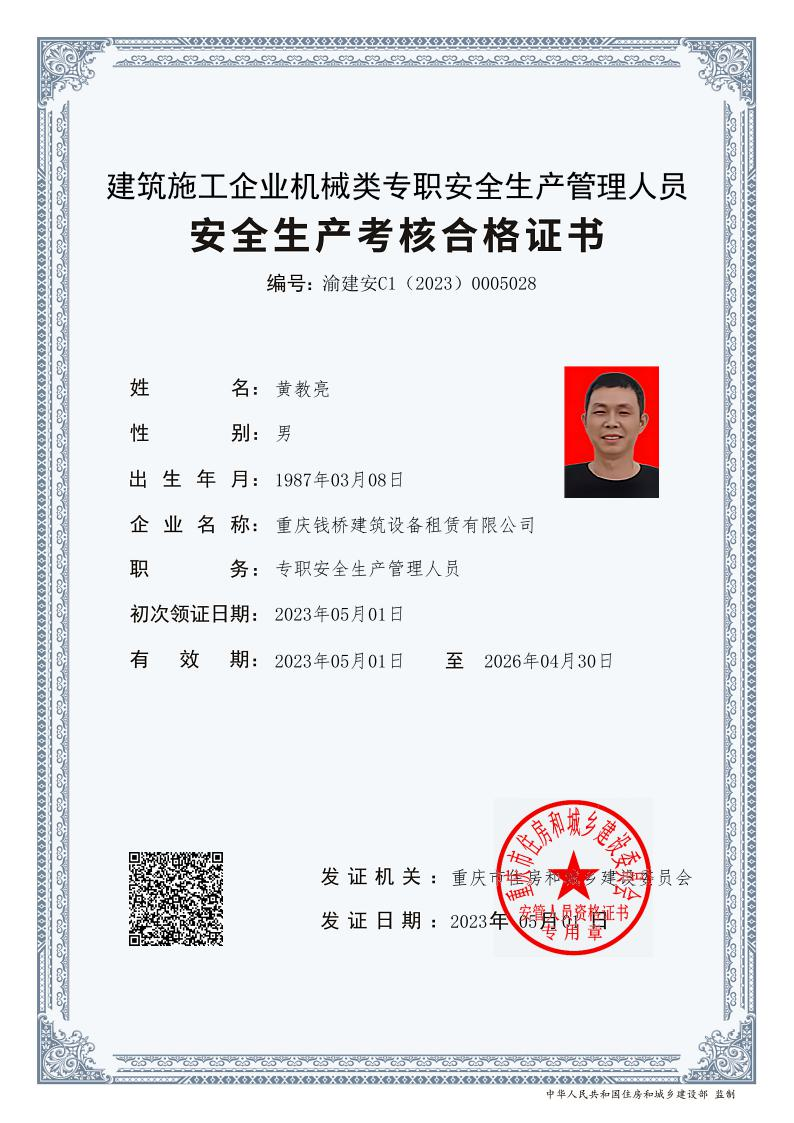 建筑施工企业机械类专职安全生产管理人员
安全生产考核合格证书
编号：渝建安C1（2023）0005028
姓名：黄教亮
性别：男
出生年月：1987年03月08日
企业名称：重庆钱桥建筑设备租赁有限公司
职务：专职安全生产管理人员
初次领证日期：2023年05月01日
有效期：2023年05月01日 至 2026年04月30日
发证机关：重庆市住房和城乡建设委员会
发证日期：2023年 05月01 日
重庆市住房和城乡建设委员会
安管人员资格证书
专用章
中华人民共和国住房和城乡建设部 监制